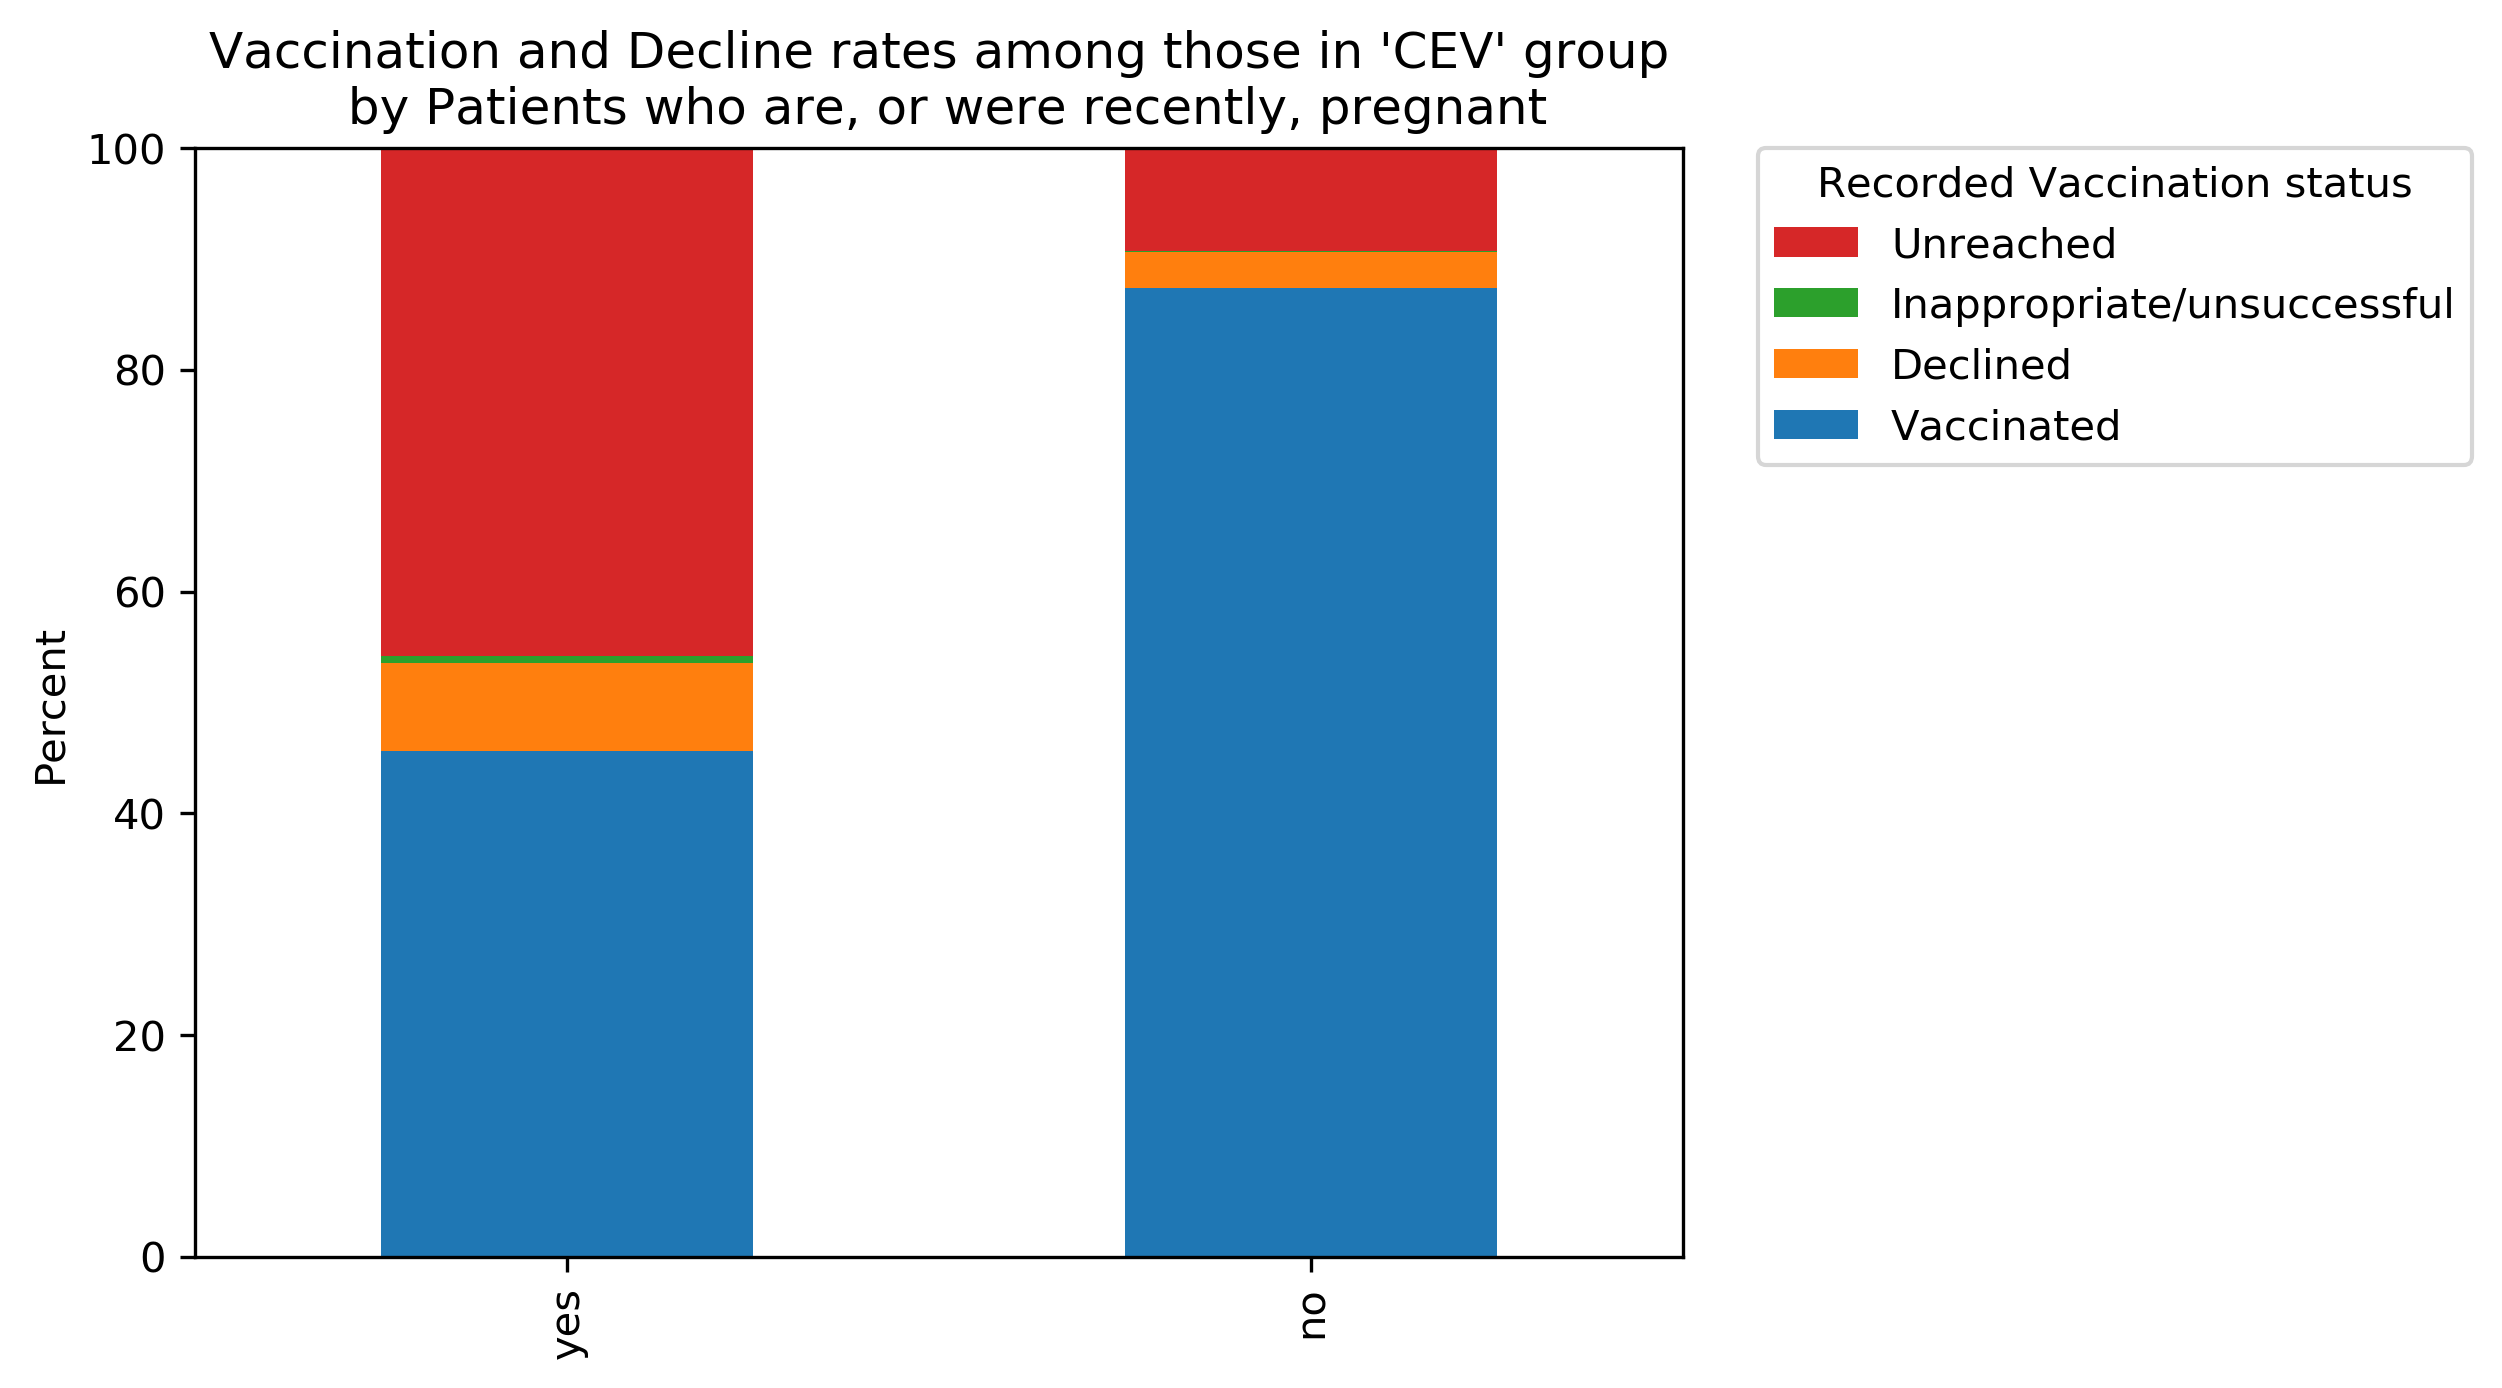 Vaccination and Decline rates among those in 'CEV' group
by Patients who are, or were recently, pregnant
100
80
60
40
20
0
Percent
yes
no
Recorded Vaccination status
Unreached
Inappropriate/unsuccessful
Declined
Vaccinated